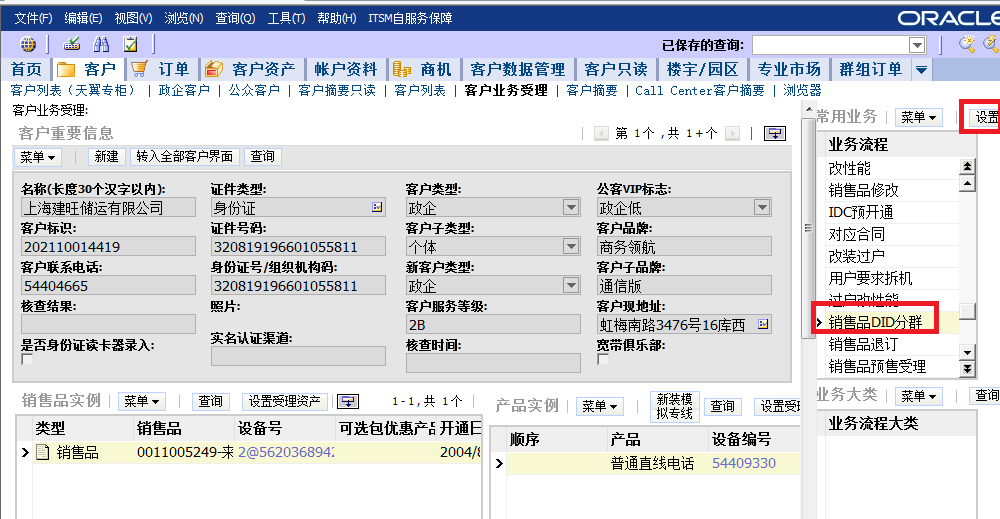 文件(F) 编辑(E) 视图(V) 浏览(N) 查询(Q) 工具(T) 帮助(H) ITSM自服务保障
ORACLE
已保存的查询:
首页 客户 订单 客户资产 帐户资料 商机 客户数据管理 客户只读 楼宇/园区 专业市场 群组订单
客户列表（天翼专柜） | 政企客户 | 公众客户 | 客户摘要只读 | 客户列表 | 客户业务受理 | 客户摘要 | Call Center客户摘要 | 浏览器
客户业务受理:
客户重要信息
第 1个 ,共 1+个
菜单 新建 转入全部客户界面 查询
名称(长度30个汉字以内): 证件类型: 客户类型: 公客VIP标志:
上海建旺储运有限公司 身份证 政企 政企低
客户标识: 证件号码: 客户子类型: 客户品牌:
202110014419 320819196601055811 个体 商务领航
客户联系电话: 身份证号/组织机构码: 新客户类型: 客户子品牌:
54404665 320819196601055811 政企 通信版
核查结果: 照片: 客户服务等级: 客户现地址:
2B 虹梅南路3476号16库西
是否身份证读卡器录入: 实名认证渠道: 核查时间: 宽带俱乐部:
常用业务 菜单 设置
业务流程
改性能
销售品修改
IDC预开通
对应合同
改装过户
用户要求拆机
过户改性能
销售品DID分群
销售品退订
销售品预售受理
销售品实例 菜单 查询 设置受理资产 1-1,共 1个
类型 销售品 设备号 可选包优惠产品 开通日
销售品 0011005249-来 2@562036894 2004/8
产品实例 菜单 新装模拟专线 查询 设置受理
顺序 产品 设备编号
普通直线电话 54409330
业务大类 菜单 查询
业务流程大类